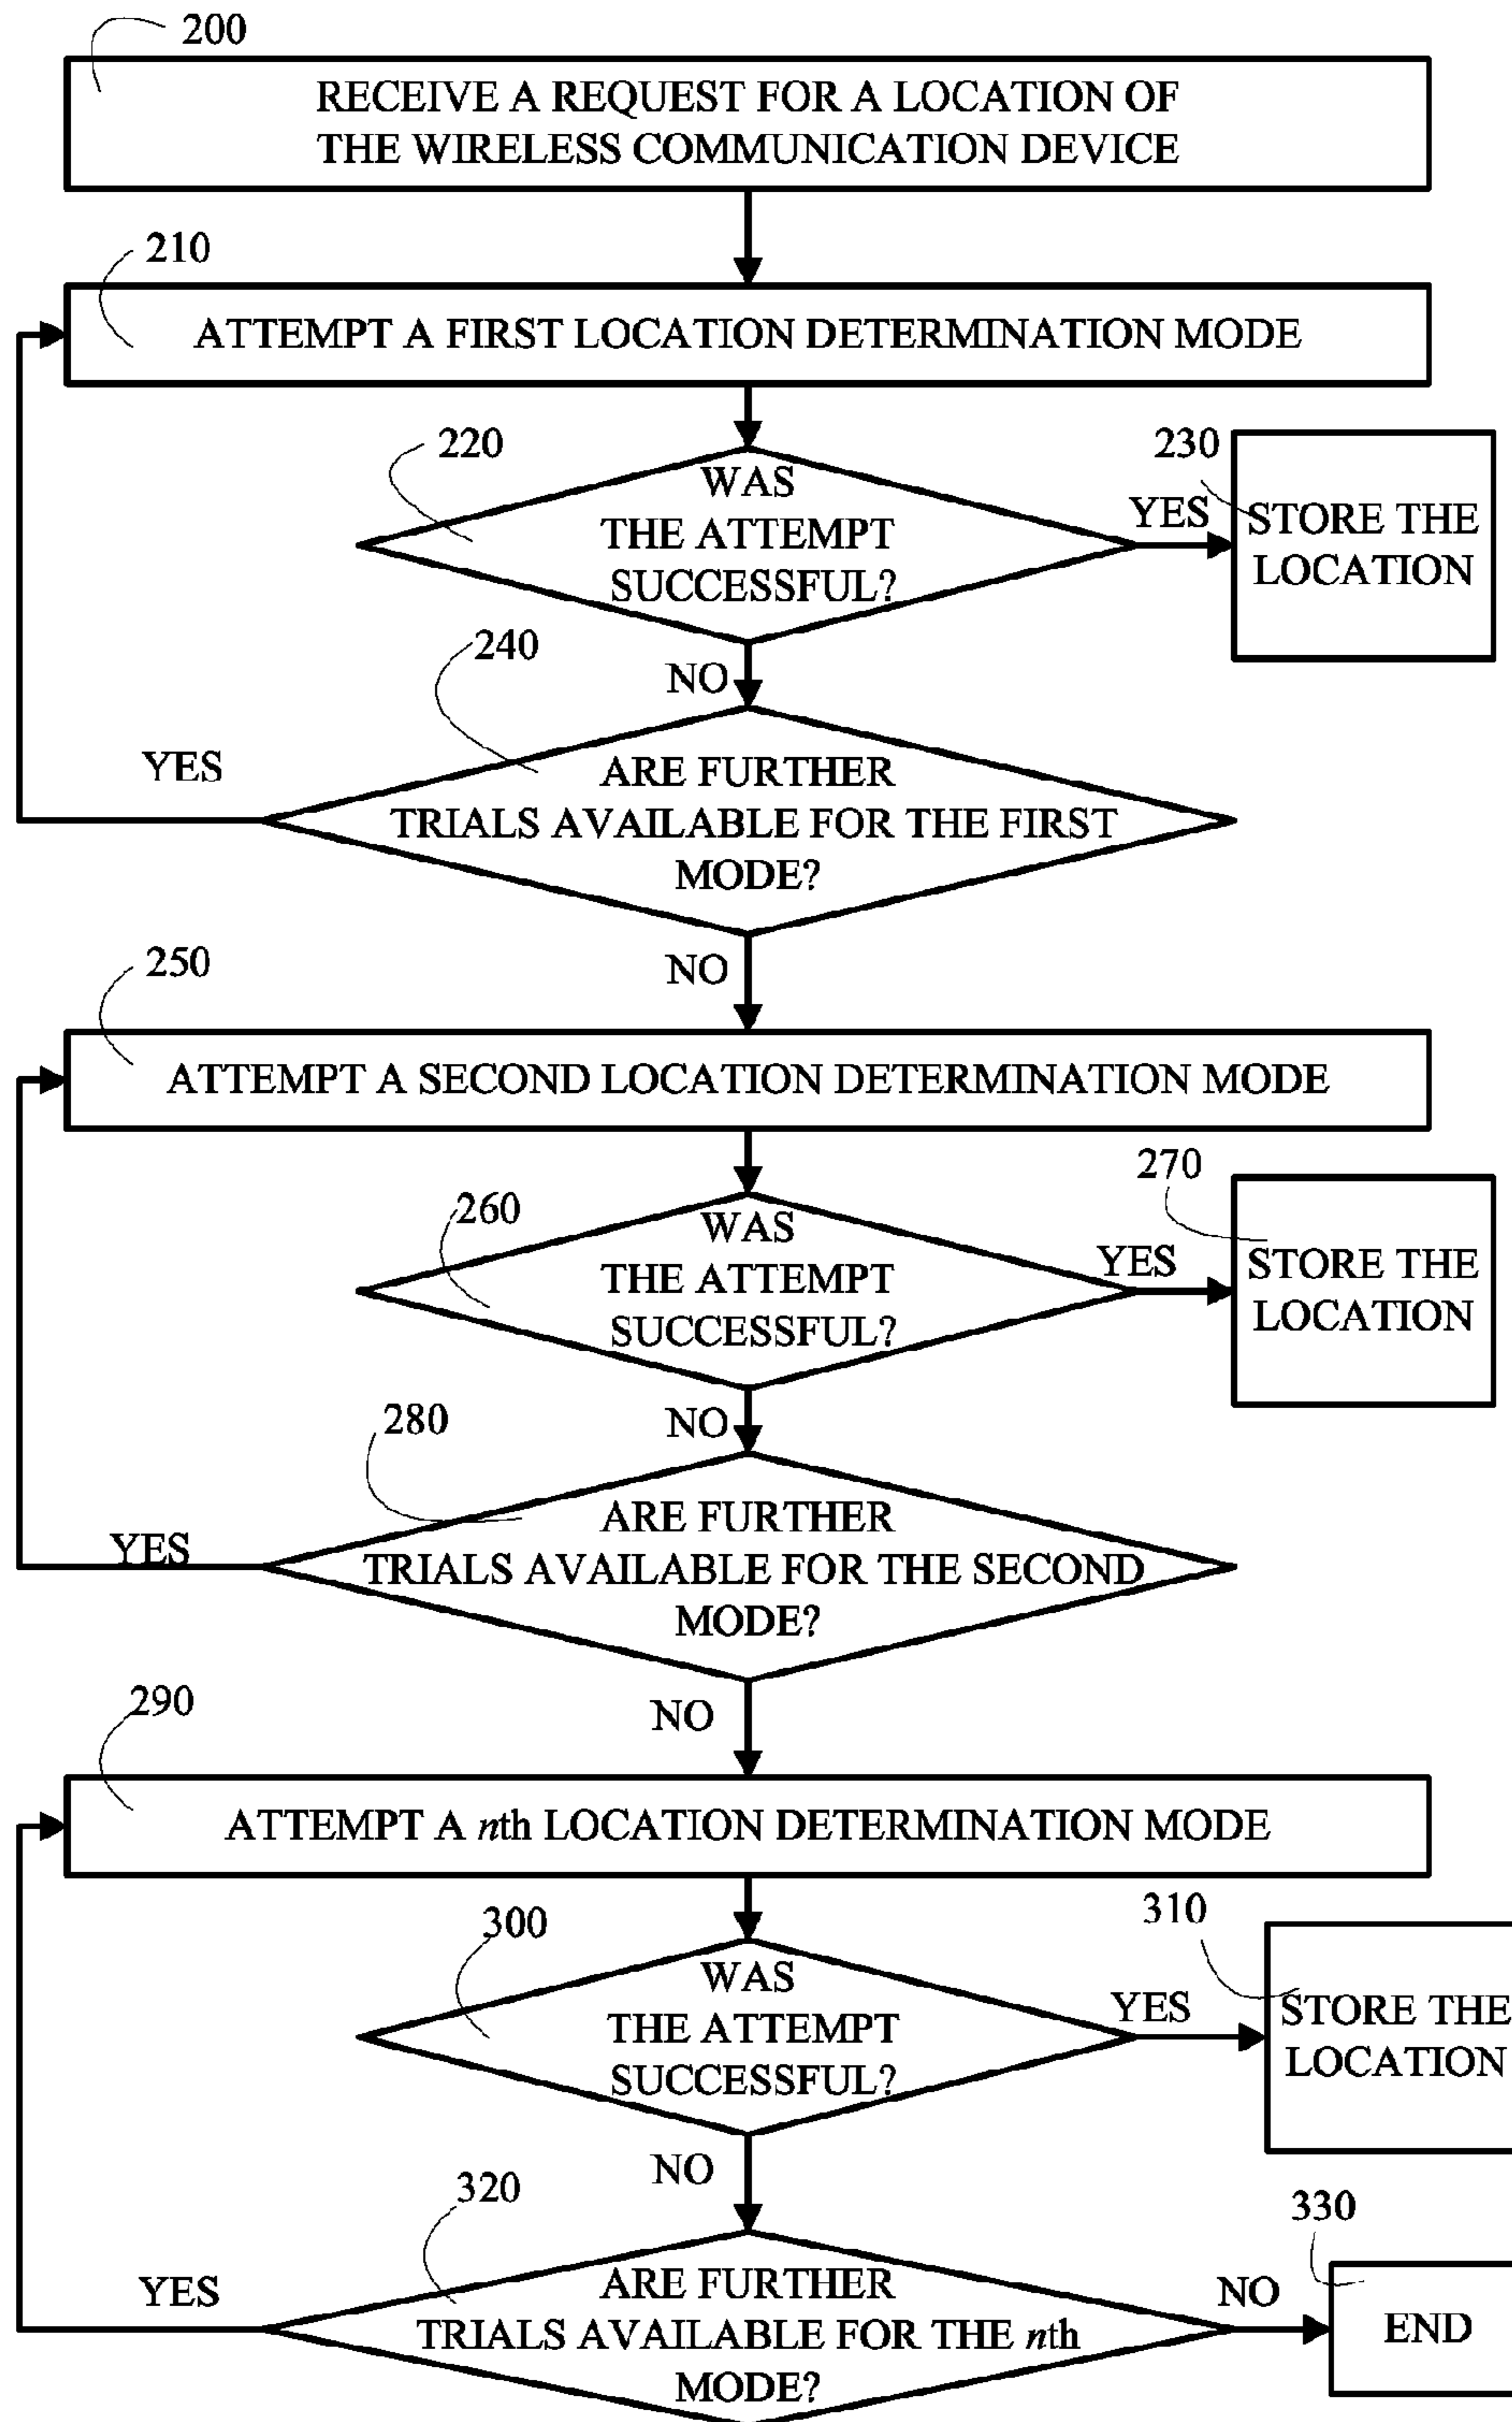 200
RECEIVE A REQUEST FOR A LOCATION OF
THE WIRELESS COMMUNICATION DEVICE
210
ATTEMPT A FIRST LOCATION DETERMINATION MODE
220
WAS
THE ATTEMPT
SUCCESSFUL?
YES
230
STORE THE
LOCATION
NO
240
ARE FURTHER
TRIALS AVAILABLE FOR THE FIRST
MODE?
YES
NO
250
ATTEMPT A SECOND LOCATION DETERMINATION MODE
260
WAS
THE ATTEMPT
SUCCESSFUL?
YES
270
STORE THE
LOCATION
NO
280
ARE FURTHER
TRIALS AVAILABLE FOR THE SECOND
MODE?
YES
NO
290
ATTEMPT A nth LOCATION DETERMINATION MODE
300
WAS
THE ATTEMPT
SUCCESSFUL?
YES
310
STORE THE
LOCATION
NO
320
ARE FURTHER
TRIALS AVAILABLE FOR THE nth
MODE?
YES
NO
330
END